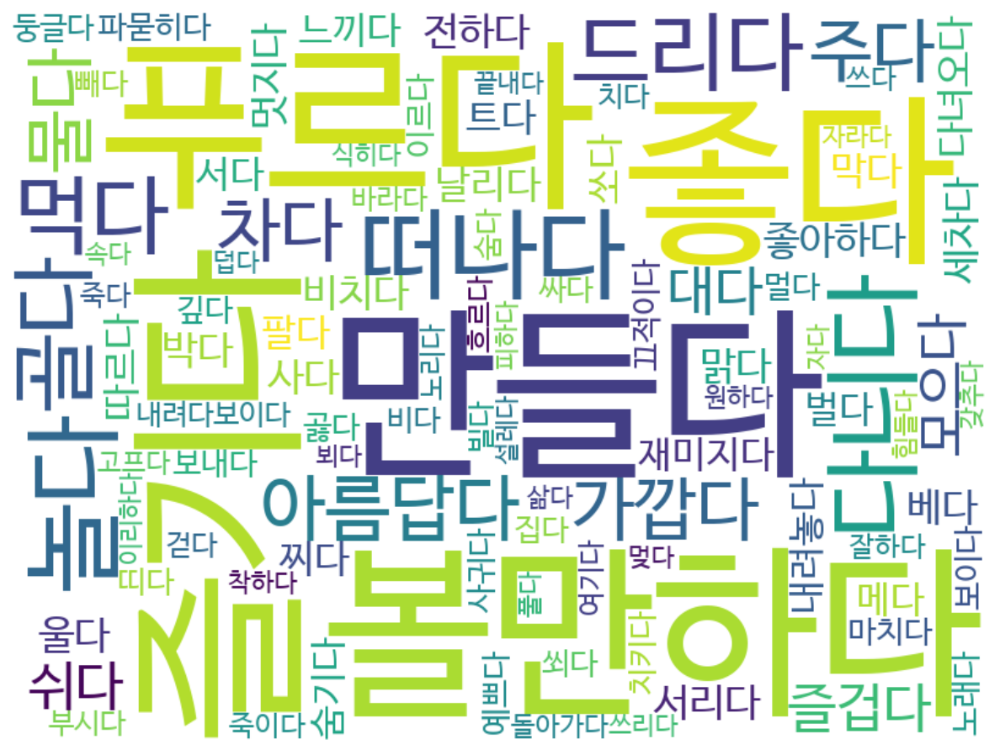 둥글다
파묻히다
멋지다
느끼다
전하다
드리다
주다
다녀오다
물다
빼다
푸르다
이르다
끝내다
트다
치다
쓰다
좋다
자라다
막다
식히다
서다
바라다
날리다
쏘다
먹다
차다
떠나다
숨다
좋아하다
세차다
속다
덥다
죽다
깊다
비치다
흐르다
싸다
끄적이다
대다
멀다
다니다
모으다
갖추다
놀다
골다
즐기다
따르다
박다
팔다
사다
만들다
노리다
피하다
맑다
원하다
자다
멀다
힘들다
내려다보이다
곯다
비다
빌다
설레다
뵈다
재미지다
고프다
보내다
이리하다
아름답다
삶다
가깝다
내려놓다
베다
보이다
걷다
찌다
집다
사귀다
여기다
멎다
잘하다
띠다
착하다
뽐만하다
풀다
메다
마치다
울다
쉬다
부시다
죽이다
숨기다
예쁘다
쐬다
치키다
돌아가다
쓰리다
서리다
즐겁다
노래다